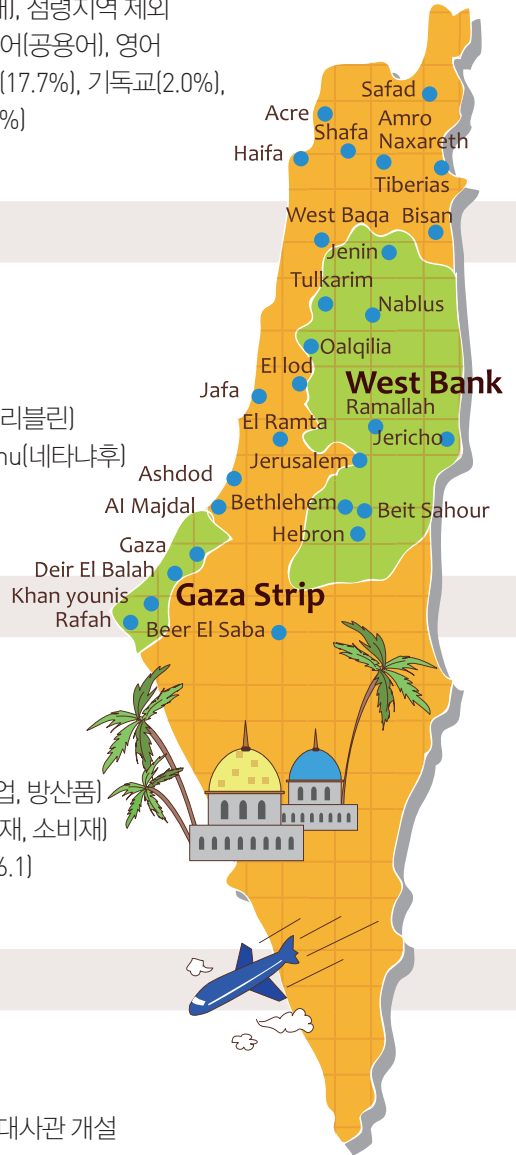 , 점령지역 제외
어(공용어), 영어
(17.7%), 기독교(2.0%),
%)
Safad
Acre
Amro
Shafa
Naxareth
Haifa
Tiberias
West Baqa
Bisan
Jenin
Tulkarim
Nablus
Oalqilia
El lod
West Bank
Jafa
Ramallah
리블린)
El Ramta
Jericho
nu(네타냐후)
Jerusalem
Ashdod
Al Majdal
Bethlehem
Beit Sahour
Hebron
Gaza
Deir El Balah
Khan younis
Gaza Strip
Rafah
Beer El Saba
업, 방산품)
재, 소비재)
6.1)
대사관 개설